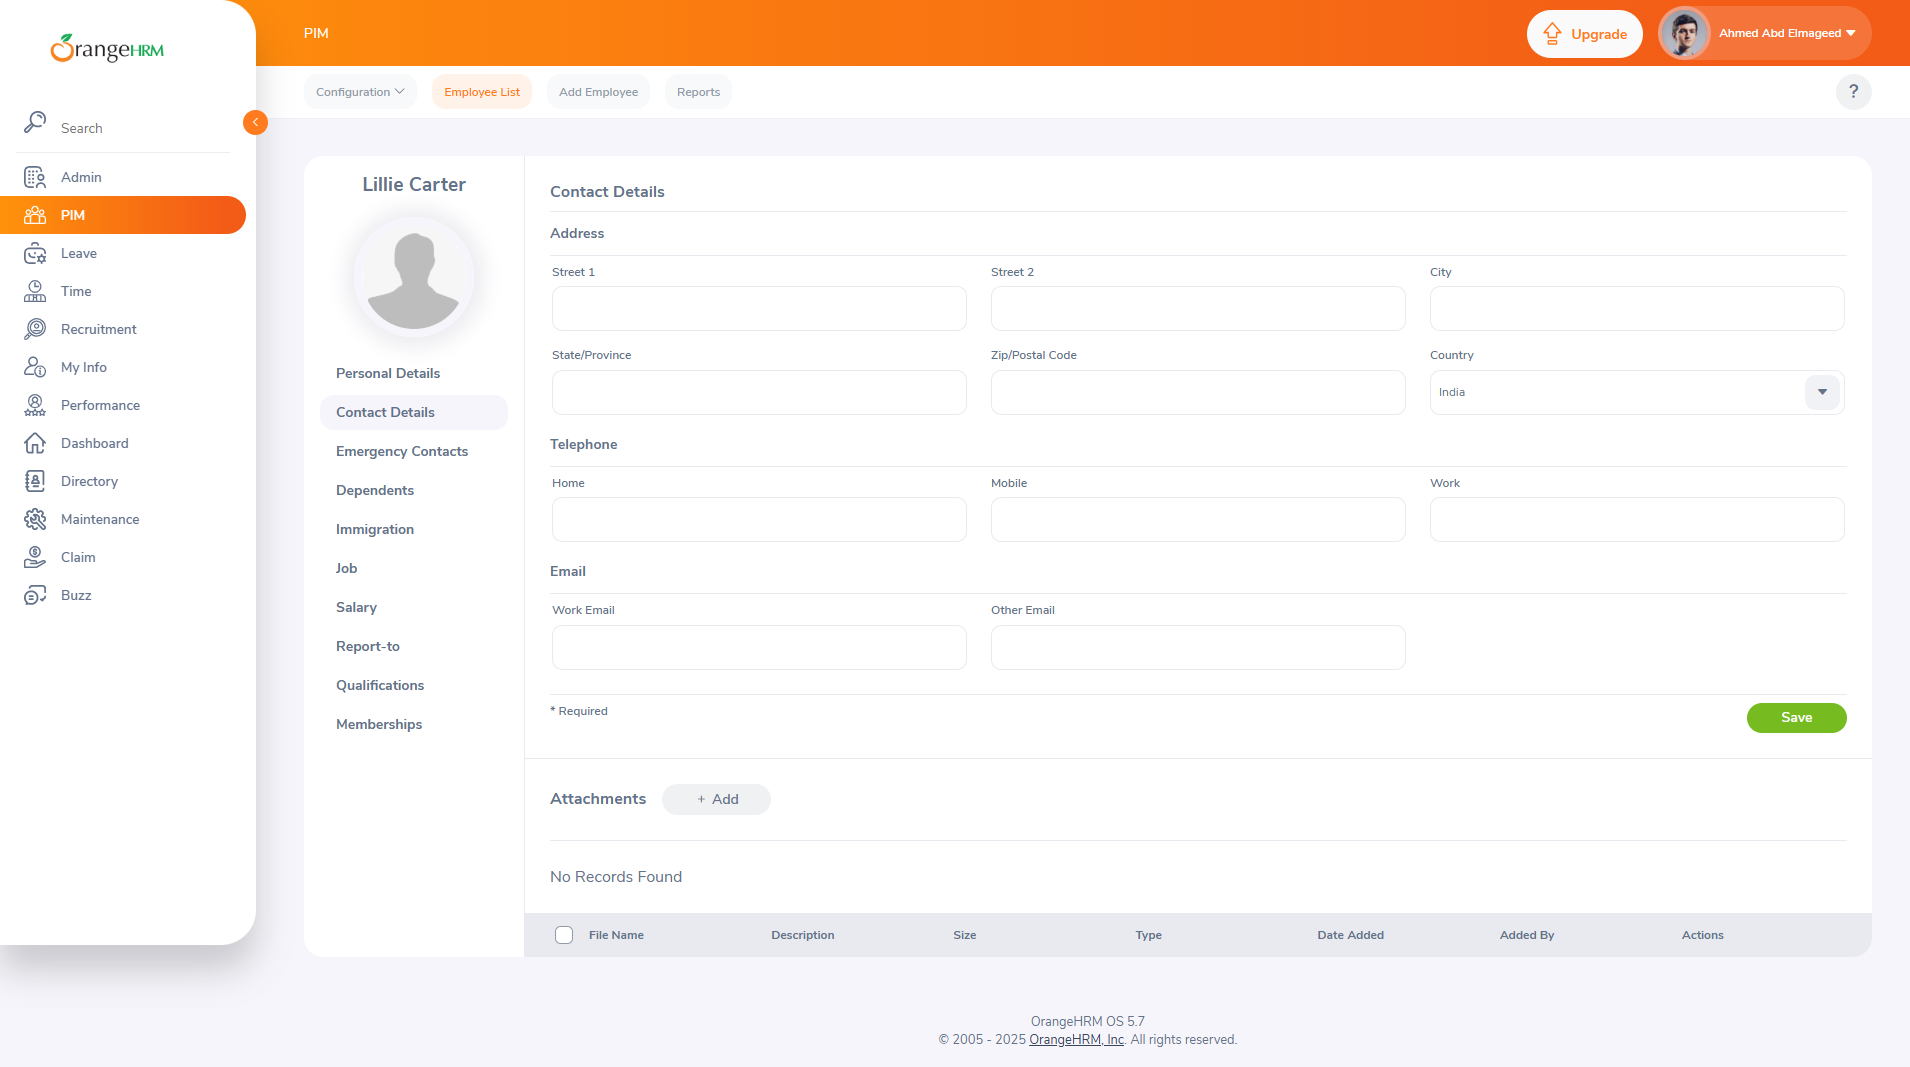 OrangeHRM
Search
Admin
PIM
Leave
Time
Recruitment
My Info
Performance
Dashboard
Directory
Maintenance
Claim
Buzz
PIM
Upgrade
Ahmed Abd Elmageed
Configuration
Employee List
Add Employee
Reports
?
Lillie Carter
Personal Details
Contact Details
Emergency Contacts
Dependents
Immigration
Job
Salary
Report-to
Qualifications
Memberships
Contact Details
Address
Street 1
Street 2
City
State/Province
Zip/Postal Code
Country
India
Telephone
Home
Mobile
Work
Email
Work Email
Other Email
* Required
Save
Attachments
+ Add
No Records Found
File Name
Description
Size
Type
Date Added
Added By
Actions
OrangeHRM OS 5.7
© 2005 - 2025 OrangeHRM, Inc. All rights reserved.